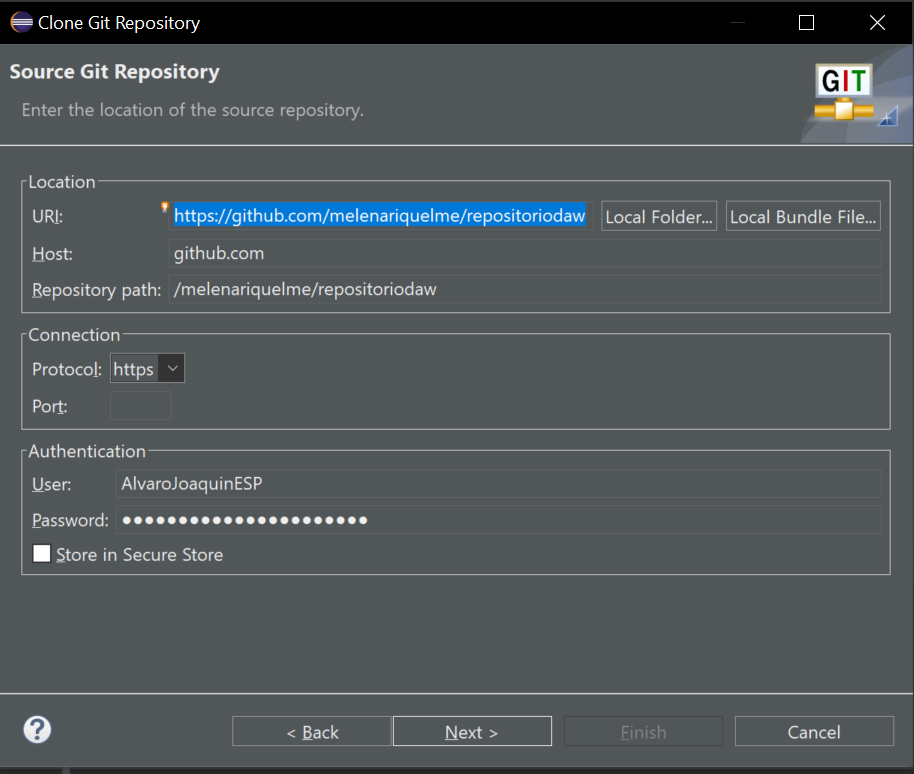 Clone Git Repository
Source Git Repository
Enter the location of the source repository.
GIT
Location
URI: https://github.com/melenariquelme/repositoriodaw Local Folder... Local Bundle File...
Host: github.com
Repository path: /melenariquelme/repositoriodaw
Connection
Protocol: https
Port:
Authentication
User: AlvaroJoaquinESP
Password: ●●●●●●●●●●●●●●●●●●●●●●
Store in Secure Store
? < Back Next > Finish Cancel